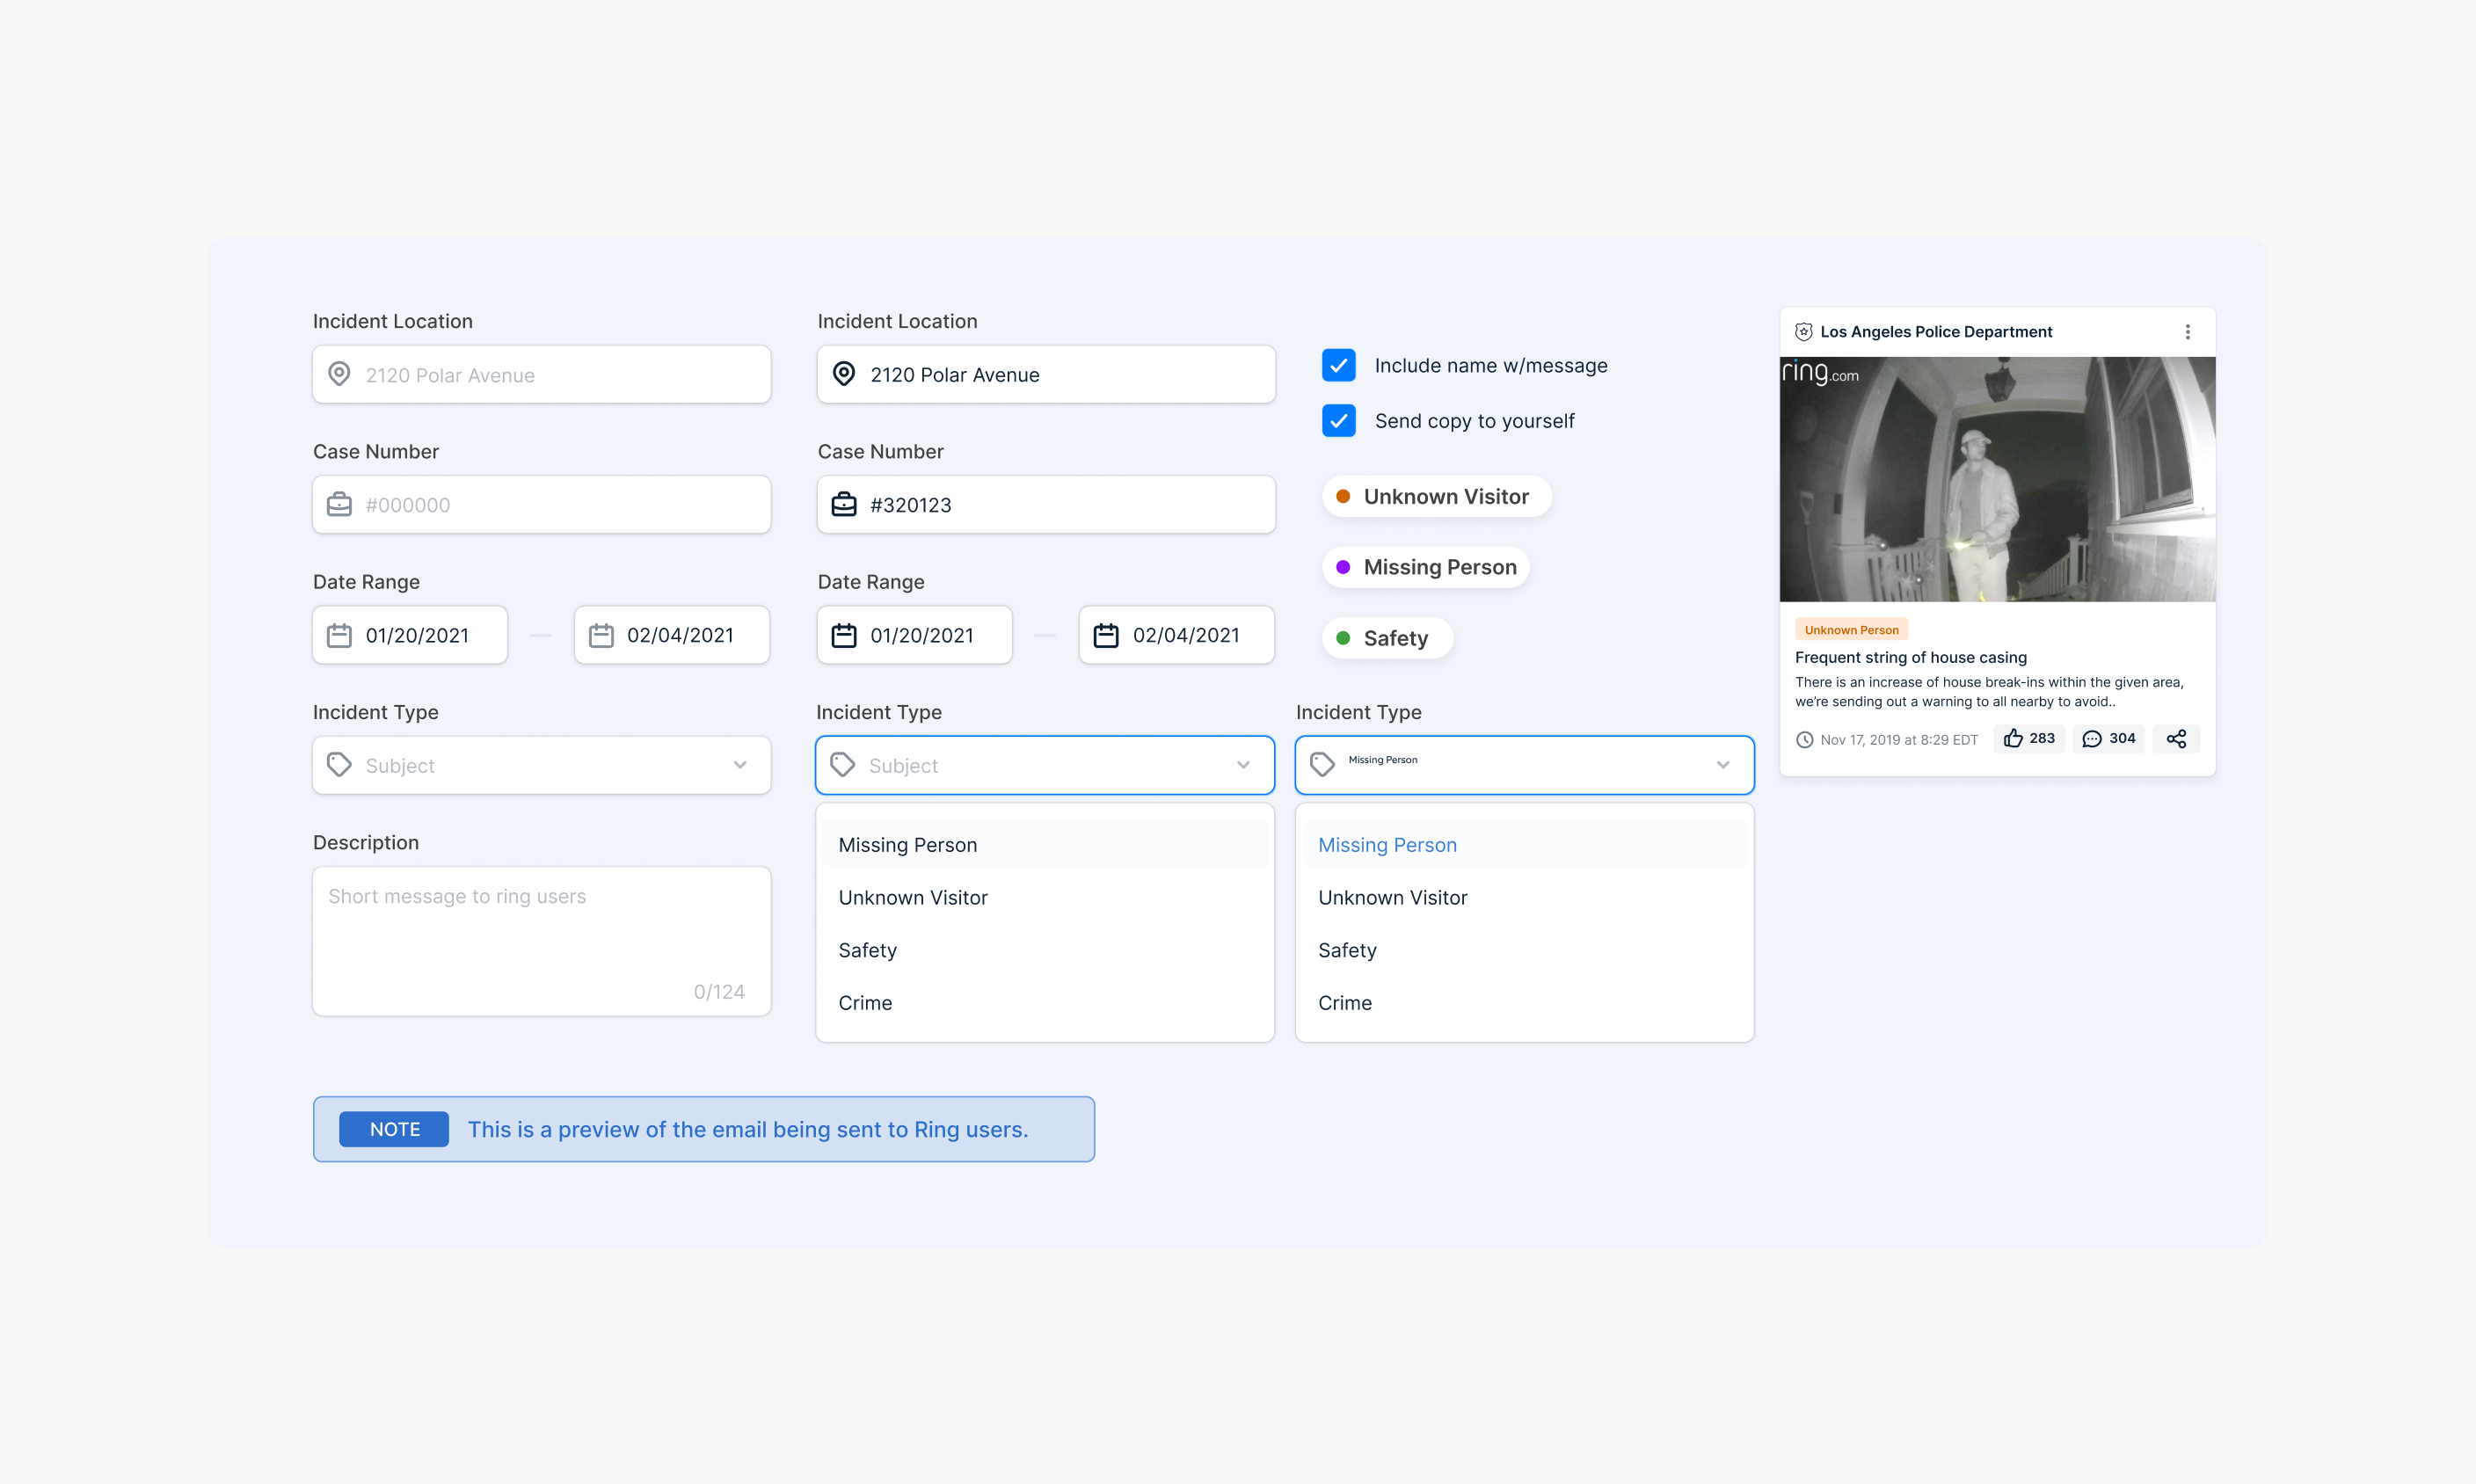 Incident Location
2120 Polar Avenue
Case Number
#000000
Date Range
01/20/2021 — 02/04/2021
Incident Type
Subject
Description
Short message to ring users
0/124
Incident Location
2120 Polar Avenue
Case Number
#320123
Date Range
01/20/2021 — 02/04/2021
Incident Type
Subject
Missing Person
Unknown Visitor
Safety
Crime
Include name w/message
Send copy to yourself
Unknown Visitor
Missing Person
Safety
Incident Type
Missing Person
Missing Person
Unknown Visitor
Safety
Crime
Los Angeles Police Department
ring.com
Unknown Person
Frequent string of house casing
There is an increase of house break-ins within the given area,
we’re sending out a warning to all nearby to avoid..
Nov 17, 2019 at 8:29 EDT 283 304
NOTE This is a preview of the email being sent to Ring users.